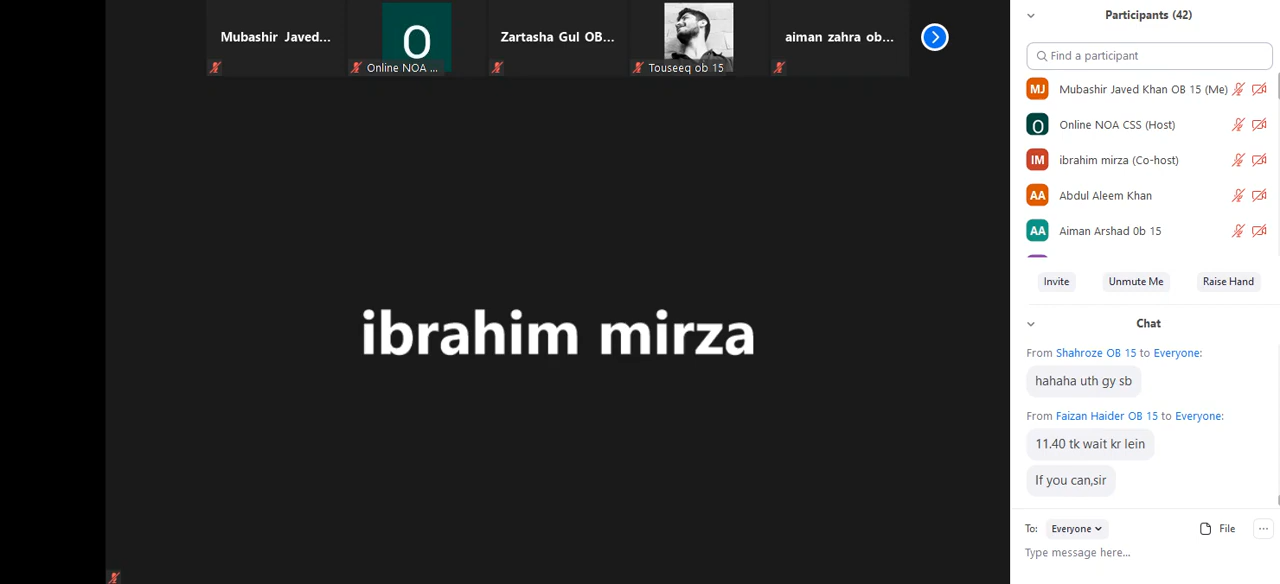 Mubashir Javed...
O
Online NOA ...
Zartasha Gul OB...
Touseeq ob 15
aiman zahra ob...
ibrahim mirza
Participants (42)
Find a participant
MJ Mubashir Javed Khan OB 15 (Me)
O Online NOA CSS (Host)
IM ibrahim mirza (Co-host)
AA Abdul Aleem Khan
AA Aiman Arshad 0b 15
Invite Unmute Me Raise Hand
Chat
From Shahroze OB 15 to Everyone:
hahaha uth gy sb
From Faizan Haider OB 15 to Everyone:
11.40 tk wait kr lein
If you can,sir
To: Everyone File ...
Type message here...